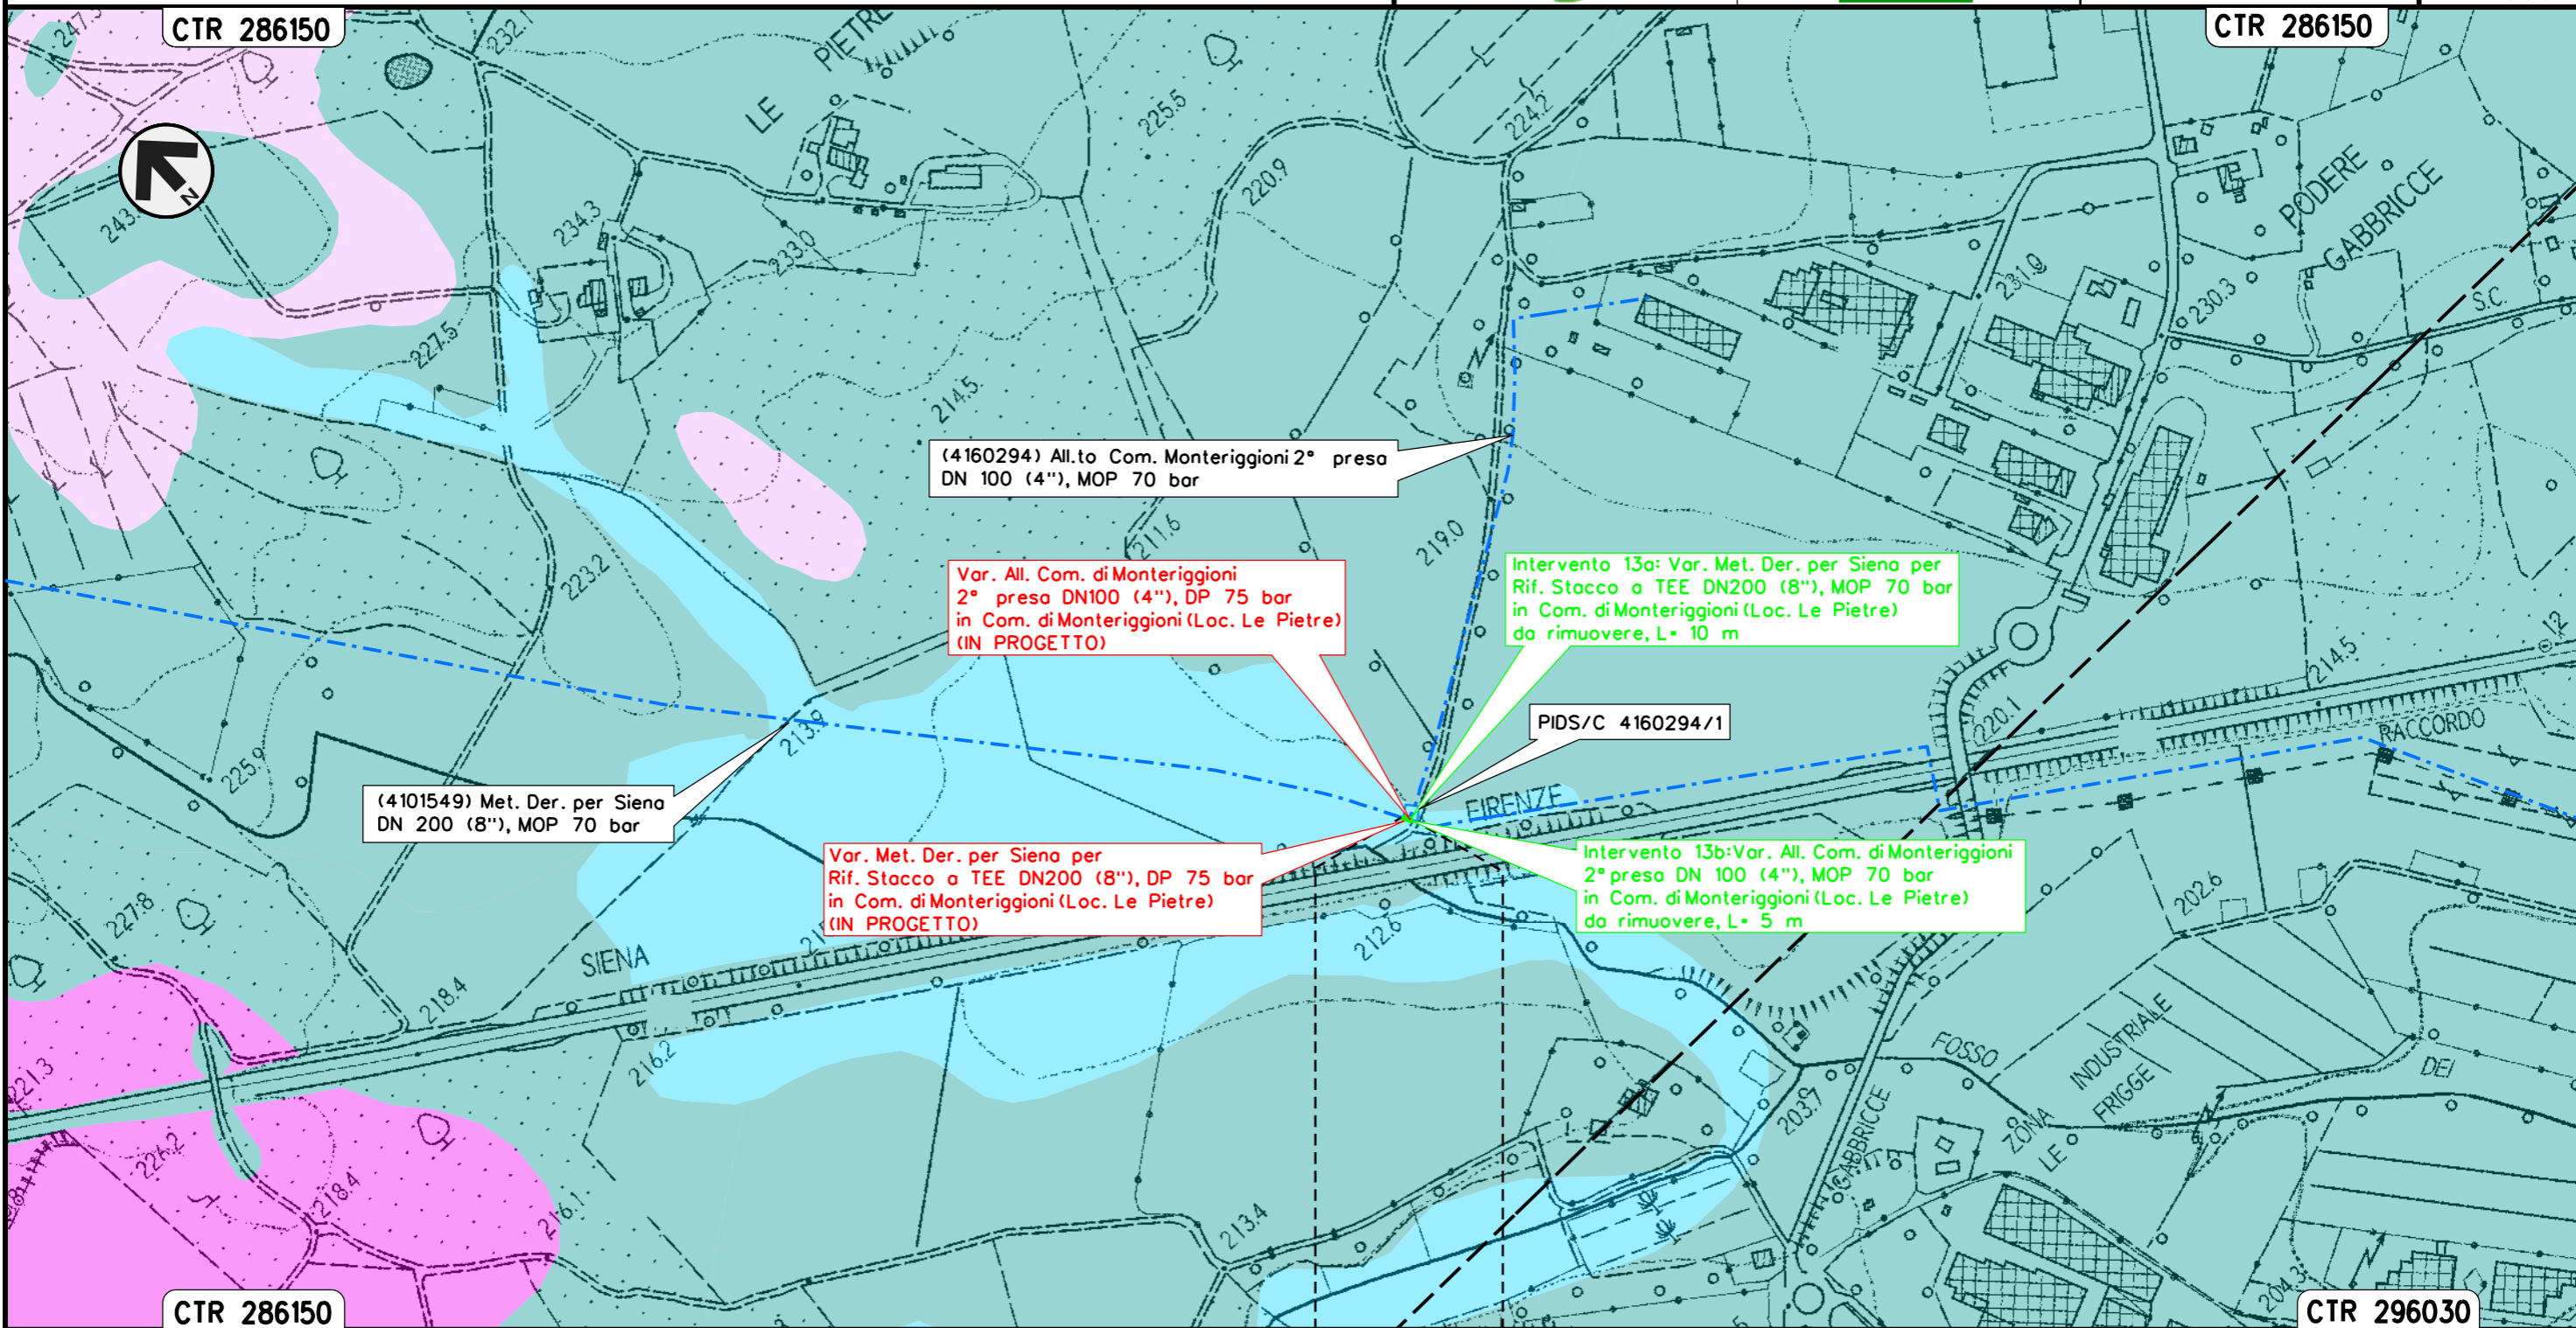 CTR 286150
CTR 286150
247.
232.1
PIETRE
LE
225.5
224.2
220.9
PODERE
GABBRICCE
N
243.
234.3
233.0
231.0
230.3
S.C.
227.5
214.5
(4160294) All.to Com. Monteriggioni 2° presa
DN 100 (4"), MOP 70 bar
211.6
219.0
223.2
Var. All. Com. di Monteriggioni
2° presa DN100 (4"), DP 75 bar
in Com. di Monteriggioni (Loc. Le Pietre)
(IN PROGETTO)
Intervento 13a: Var. Met. Der. per Siena per
Rif. Stacco a TEE DN200 (8"), MOP 70 bar
in Com. di Monteriggioni (Loc. Le Pietre)
da rimuovere, L= 10 m
PIDS/C 4160294/1
12
214.5
220.1
RACCORDO
213.9
225.9
(4101549) Met. Der. per Siena
DN 200 (8"), MOP 70 bar
FIRENZE
Var. Met. Der. per Siena per
Rif. Stacco a TEE DN200 (8"), DP 75 bar
in Com. di Monteriggioni (Loc. Le Pietre)
(IN PROGETTO)
Intervento 13b:Var. All. Com. di Monteriggioni
2° presa DN 100 (4"), MOP 70 bar
in Com. di Monteriggioni (Loc. Le Pietre)
da rimuovere, L= 5 m
202.6
227.8
SIENA
21
212.6
218.4
216.2
221.3
FOSSO
INDUSTRIALE
FRIGGE
ZONA
LE
DEI
203.7
GABBRICCE
226.2
218.4
216.1
213.4
204.3
CTR 286150
CTR 296030